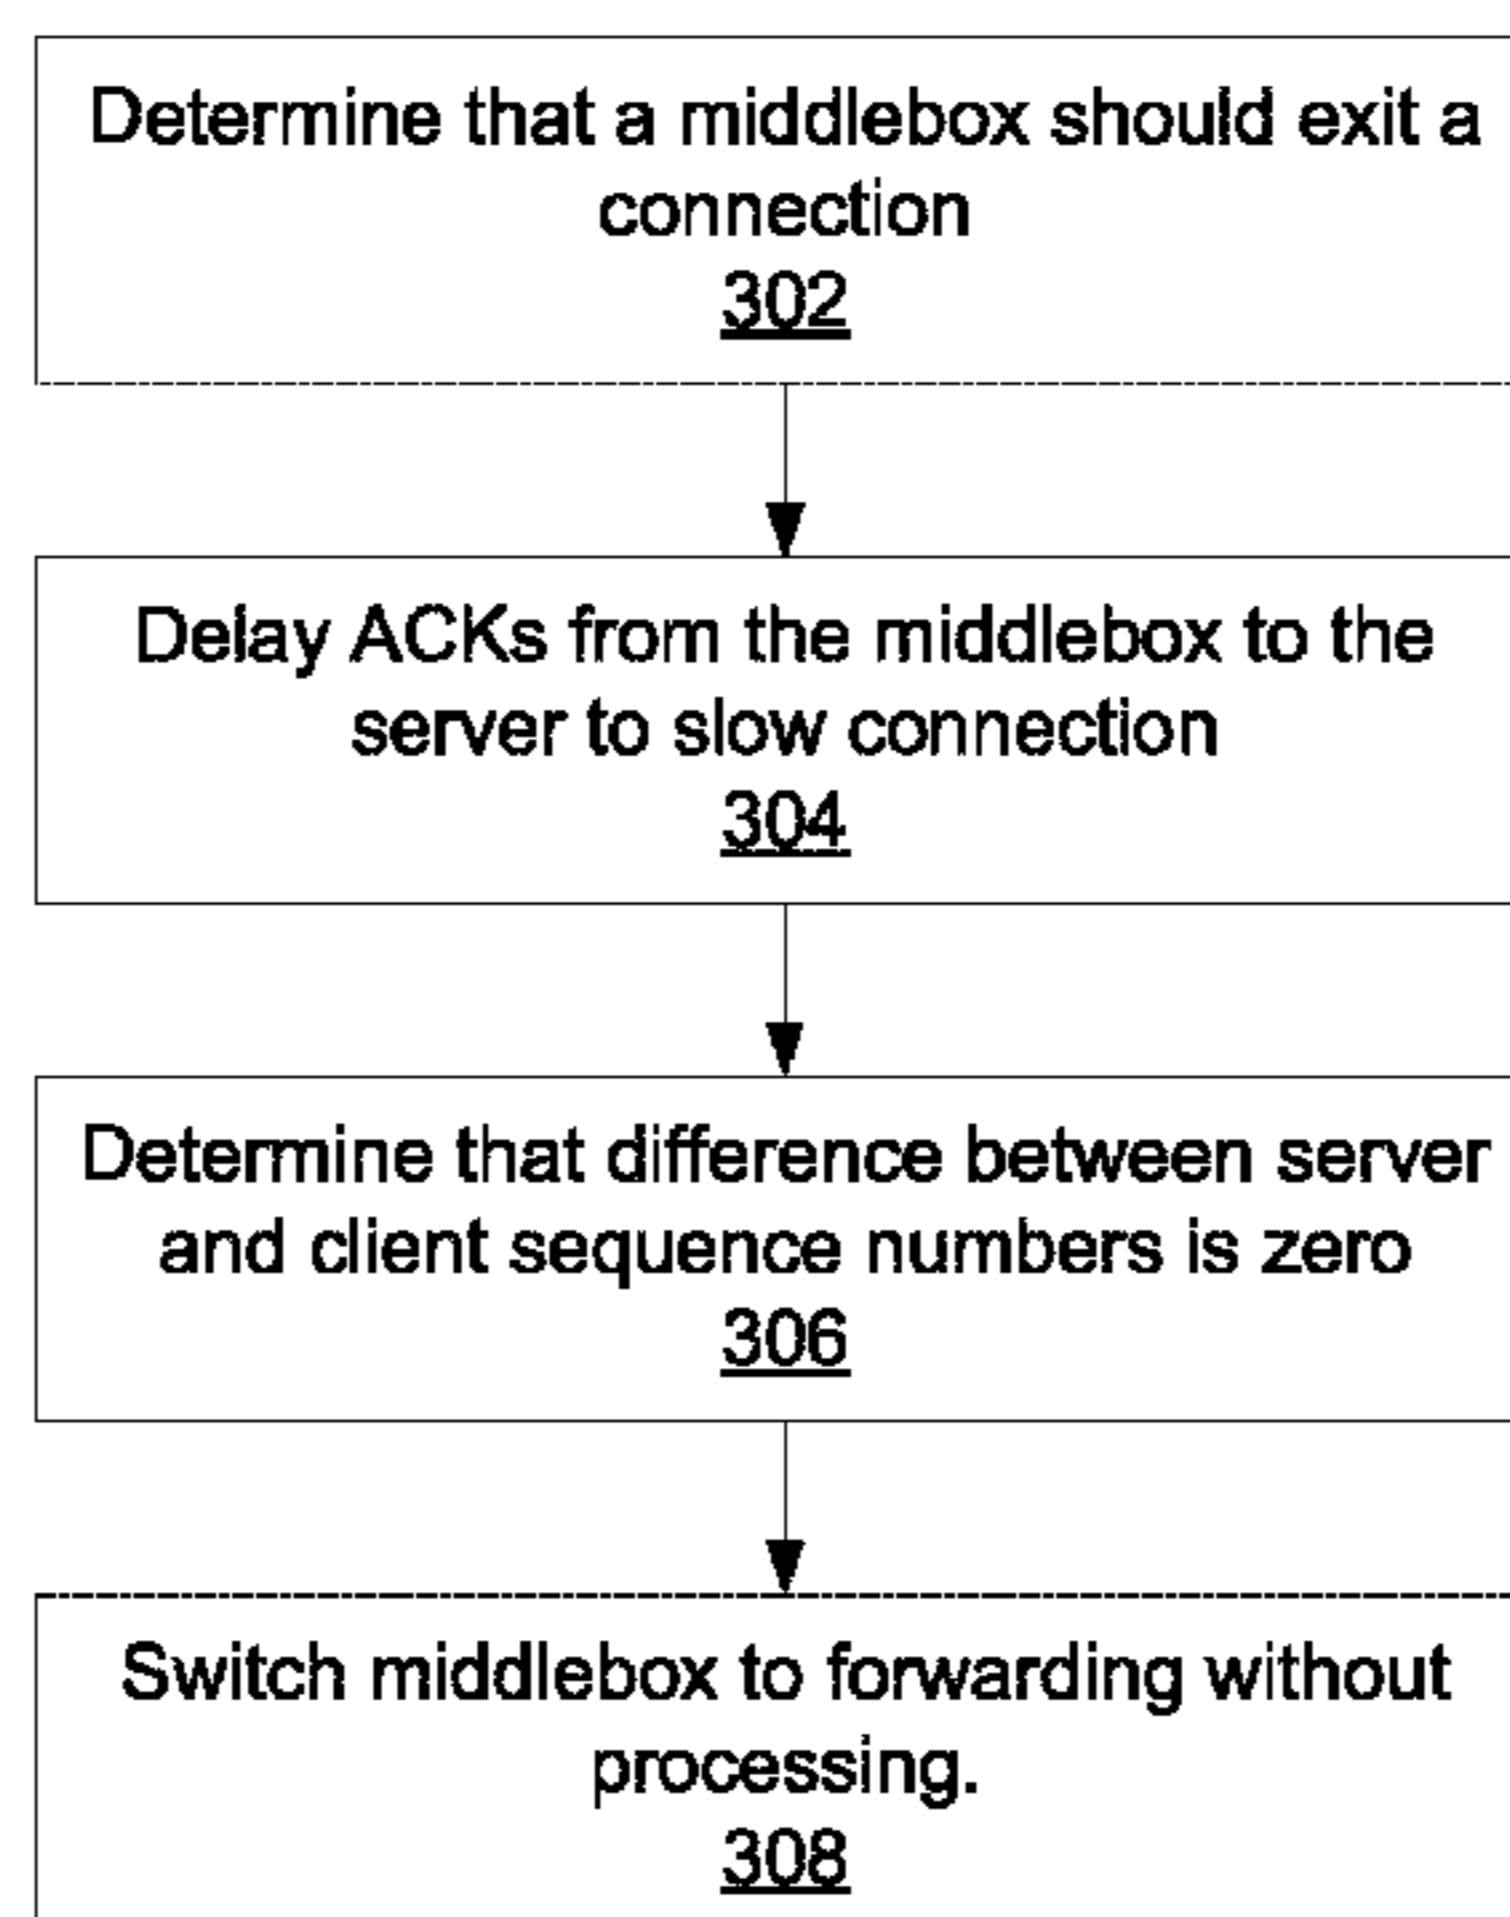 Determine that a middlebox should exit a
connection
302
Delay ACKs from the middlebox to the
server to slow connection
304
Determine that difference between server
and client sequence numbers is zero
306
Switch middlebox to forwarding without
processing.
308